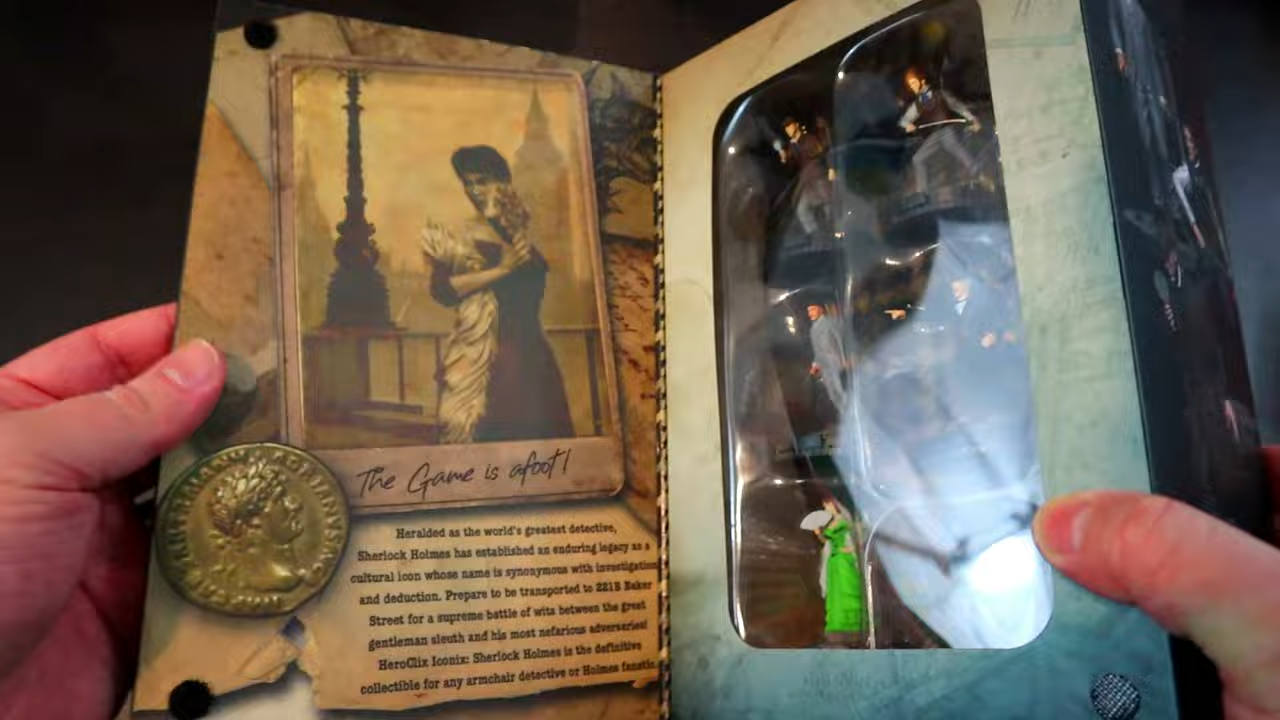 The Game is afoot!
Heralded as the world's greatest detective,
Sherlock Holmes has established an enduring legacy as a
cultural icon whose name is synonymous with investigation
and deduction. Prepare to be transported to 221B Baker
Street for a supreme battle of wits between the great
gentleman sleuth and his most nefarious adversaries!
HeroClix Iconix: Sherlock Holmes is the definitive
collectible for any armchair detective or Holmes fanatic.